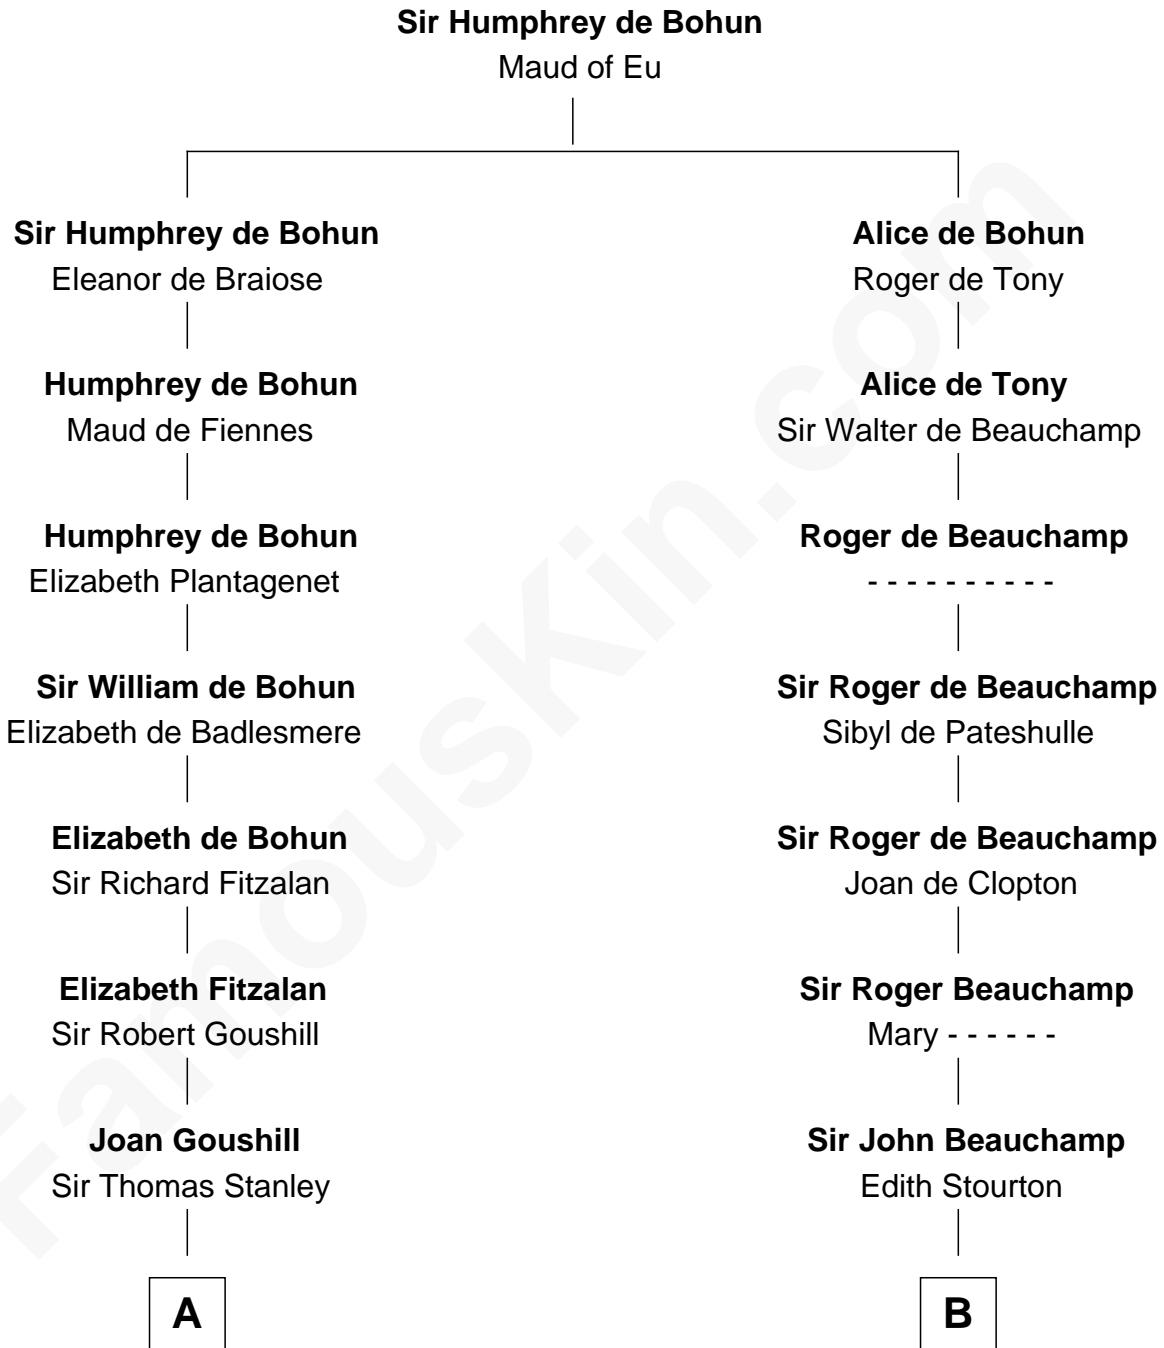 Sir Humphrey de Bohun
Maud of Eu
Sir Humphrey de Bohun
Eleanor de Braiose
Humphrey de Bohun
Maud de Fiennes
Humphrey de Bohun
Elizabeth Plantagenet
Sir William de Bohun
Elizabeth de Badlesmere
Elizabeth de Bohun
Sir Richard Fitzalan
Elizabeth Fitzalan
Sir Robert Goushill
Joan Goushill
Sir Thomas Stanley
A
Alice de Bohun
Roger de Tony
Alice de Tony
Sir Walter de Beauchamp
Roger de Beauchamp
- - - - - - - - - -
Sir Roger de Beauchamp
Sibyl de Pateshulle
Sir Roger de Beauchamp
Joan de Clopton
Sir Roger Beauchamp
Mary - - - - - -
Sir John Beauchamp
Edith Stourton
B
FamousKin.com